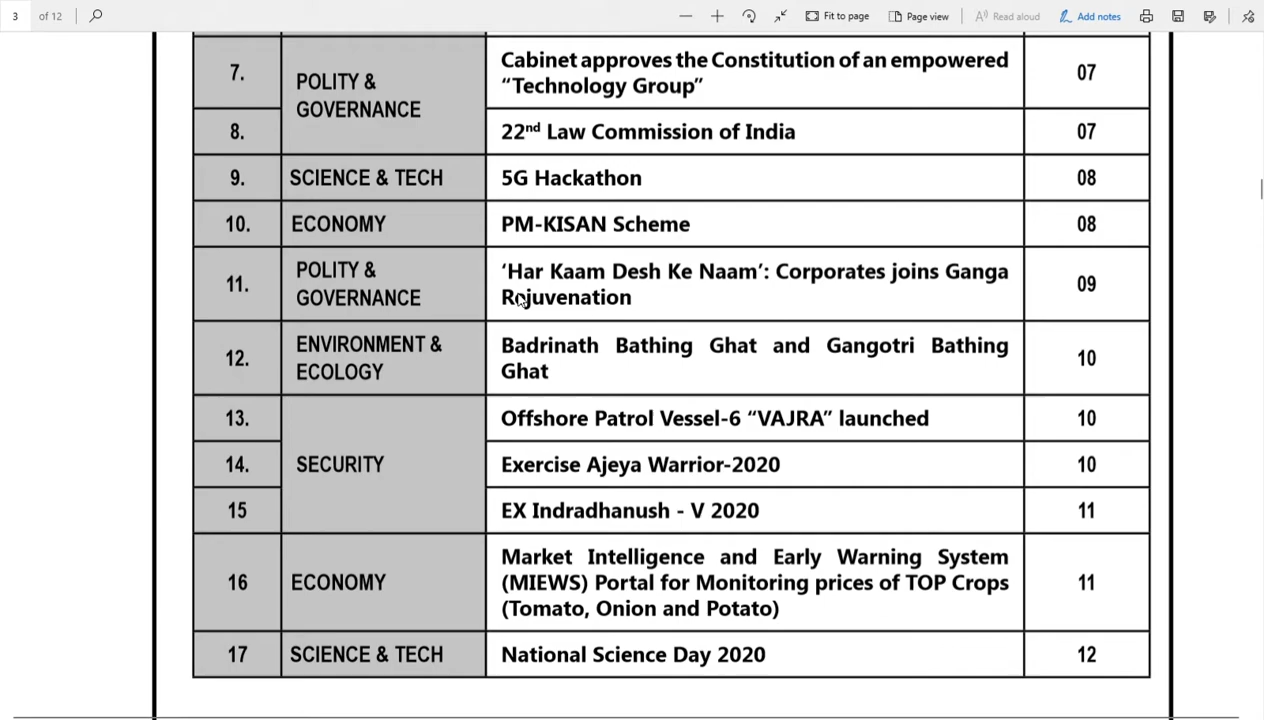 3 of 12 Fit to page Page view Read aloud Add notes
7. POLITY & GOVERNANCE Cabinet approves the Constitution of an empowered 07
“Technology Group”
8. 22nd Law Commission of India 07
9. SCIENCE & TECH 5G Hackathon 08
10. ECONOMY PM-KISAN Scheme 08
11. POLITY & GOVERNANCE ‘Har Kaam Desh Ke Naam’: Corporates joins Ganga 09
Rejuvenation
12. ENVIRONMENT & ECOLOGY Badrinath Bathing Ghat and Gangotri Bathing 10
Ghat
13. SECURITY Offshore Patrol Vessel-6 “VAJRA” launched 10
14. Exercise Ajeya Warrior-2020 10
15 EX Indradhanush - V 2020 11
16 ECONOMY Market Intelligence and Early Warning System 11
(MIEWS) Portal for Monitoring prices of TOP Crops
(Tomato, Onion and Potato)
17 SCIENCE & TECH National Science Day 2020 12